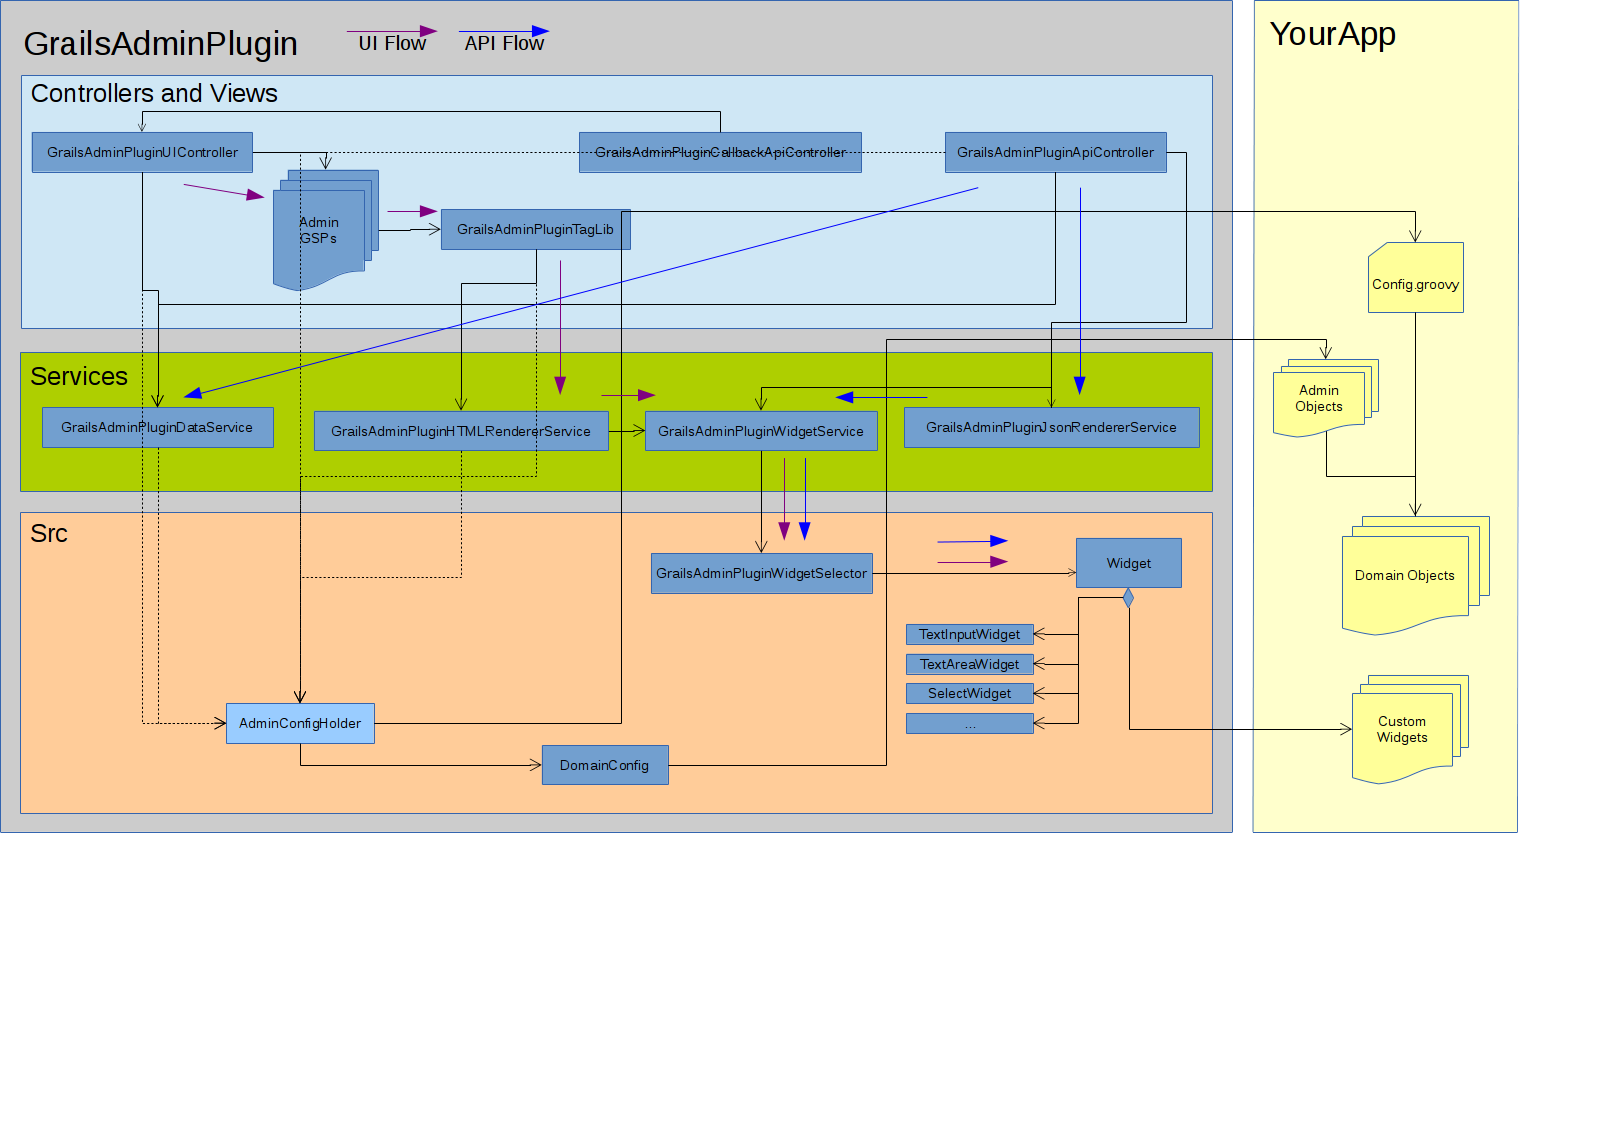 GrailsAdminPlugin
UI Flow
API Flow
YourApp
Controllers and Views
GrailsAdminPluginUIController
GrailsAdminPluginCallbackApiController
GrailsAdminPluginApiController
Admin
GSPs
GrailsAdminPluginTagLib
Config.groovy
Services
Admin
Objects
GrailsAdminPluginDataService
GrailsAdminPluginHTMLRendererService
GrailsAdminPluginWidgetService
GrailsAdminPluginJsonRendererService
Src
GrailsAdminPluginWidgetSelector
Widget
Domain Objects
TextInputWidget
TextAreaWidget
SelectWidget
...
AdminConfigHolder
Custom
Widgets
DomainConfig